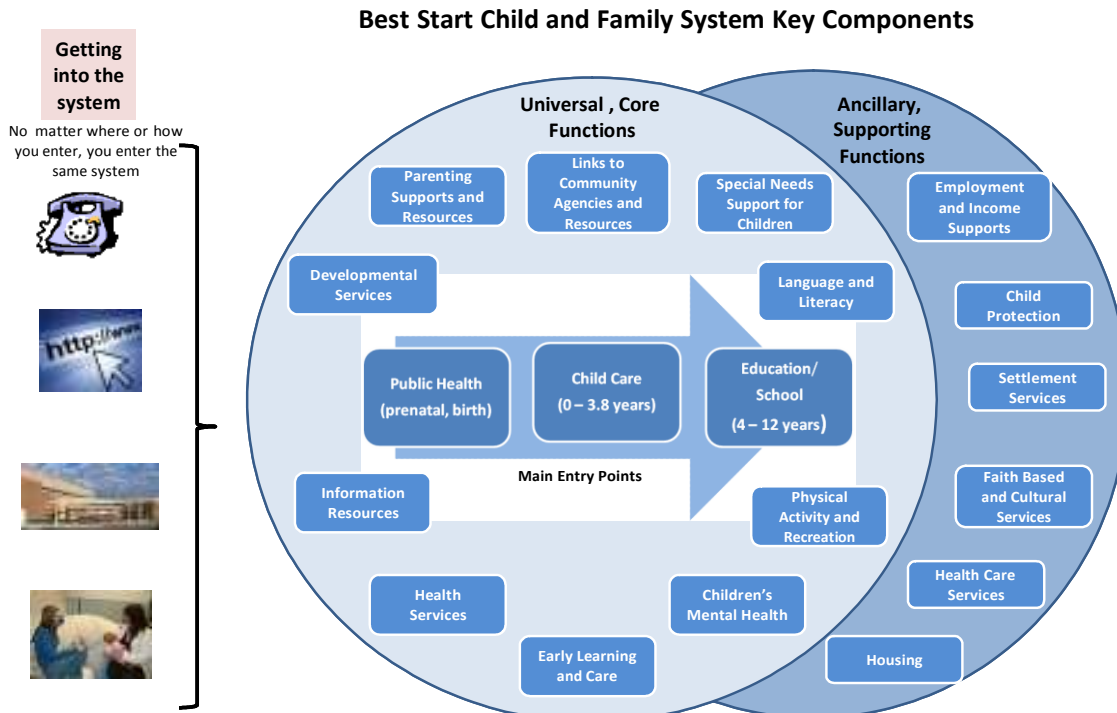 Best Start Child and Family System Key Components
Getting
into the
system
No matter where or how
you enter, you enter the
same system
http://www
Universal , Core
Functions
Ancillary,
Supporting
Functions
Parenting
Supports and
Resources
Links to
Community
Agencies and
Resources
Special Needs
Support for
Children
Employment
and Income
Supports
Developmental
Services
Language and
Literacy
Child
Protection
Public Health
(prenatal, birth)
Child Care
(0 – 3.8 years)
Education/
School
(4 – 12 years)
Settlement
Services
Main Entry Points
Information
Resources
Physical
Activity and
Recreation
Faith Based
and Cultural
Services
Health
Services
Children’s
Mental Health
Health Care
Services
Early Learning
and Care
Housing